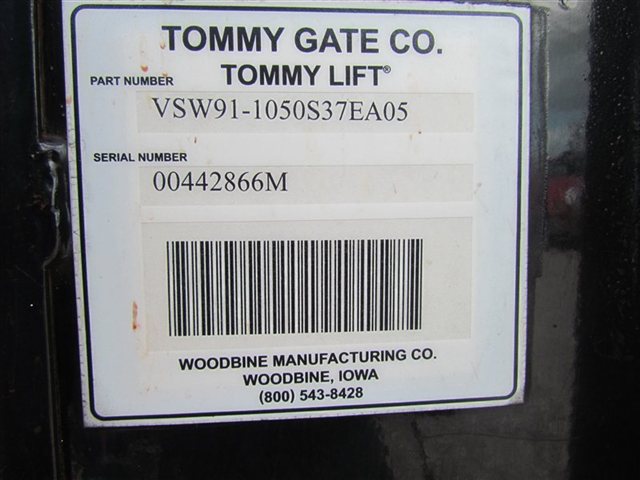 TOMMY GATE CO.
TOMMY LIFT®
PART NUMBER
VSW91-1050S37EA05
SERIAL NUMBER
00442866M
WOODBINE MANUFACTURING CO.
WOODBINE, IOWA
(800) 543-8428